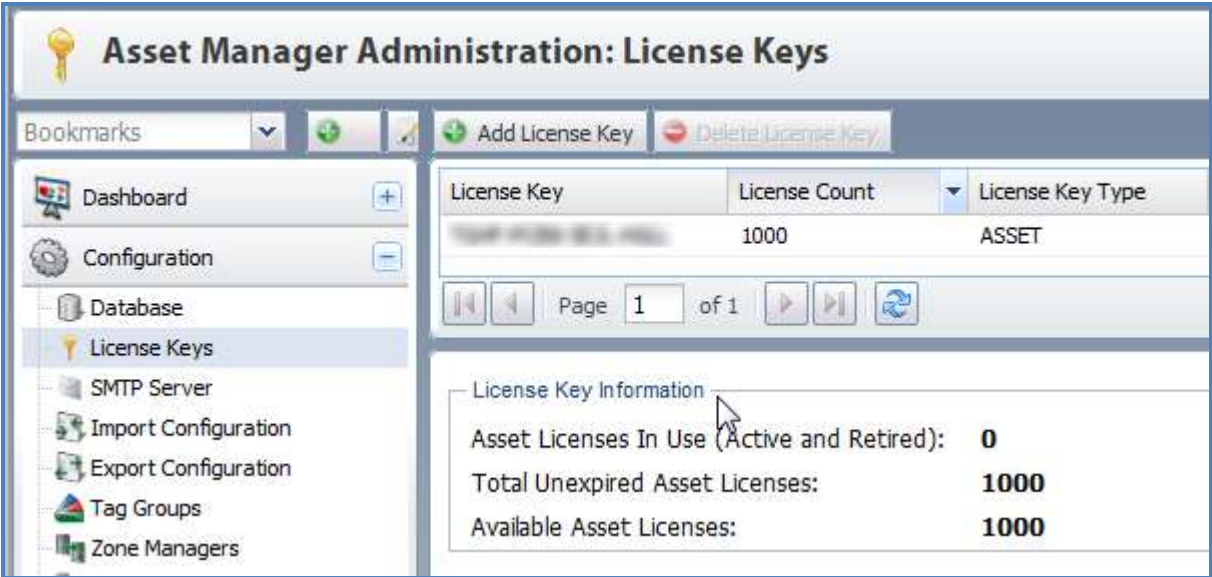 Asset Manager Administration: License Keys
Bookmarks
Add License Key
Delete License Key
Dashboard
Configuration
Database
License Keys
SMTP Server
Import Configuration
Export Configuration
Tag Groups
Zone Managers
License Key License Count License Key Type
1000 ASSET
Page 1 of 1
License Key Information
Asset Licenses In Use (Active and Retired): 0
Total Unexpired Asset Licenses: 1000
Available Asset Licenses: 1000